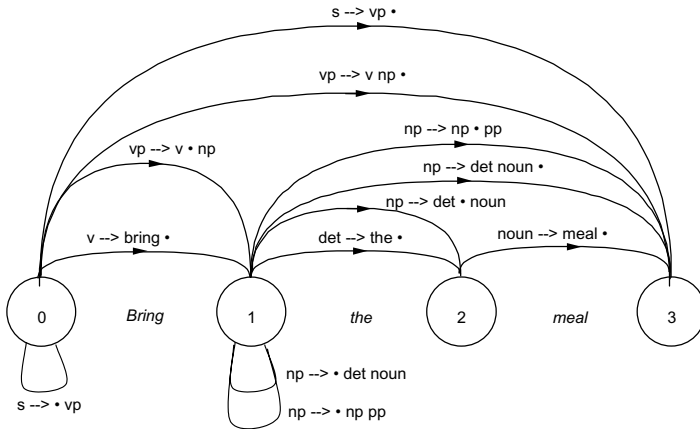 s --> vp •
vp --> v np •
np --> np • pp
vp --> v • np
np --> det noun •
np --> det • noun
v --> bring •
det --> the •
noun --> meal •
0
Bring
1
the
2
meal
3
np --> • det noun
s --> • vp
np --> • np pp